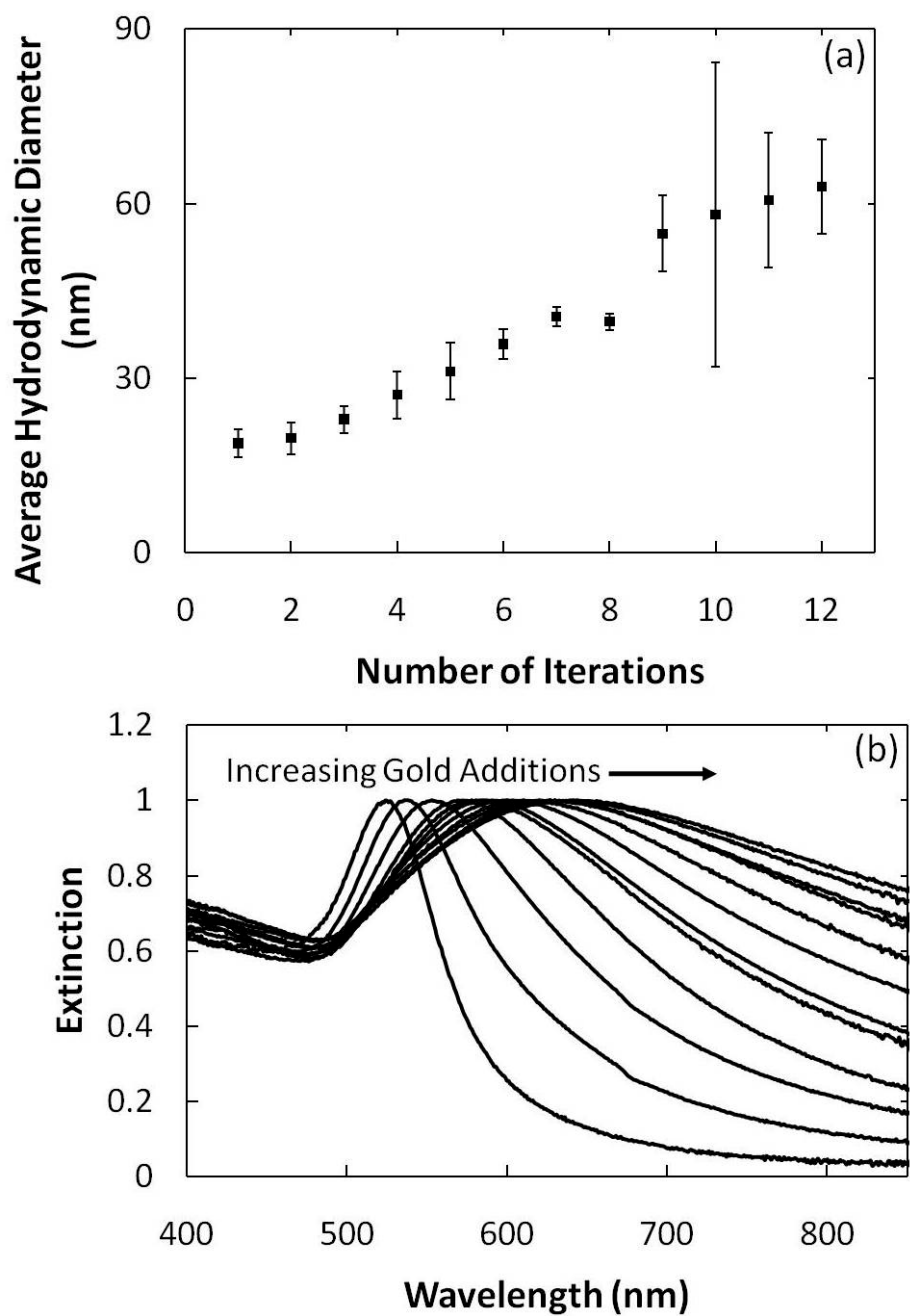 Average Hydrodynamic Diameter
(nm)
90
60
30
0
(a)
0 2 4 6 8 10 12
Number of Iterations
Extinction
1.2
1
0.8
0.6
0.4
0.2
0
(b)
Increasing Gold Additions
400 500 600 700 800
Wavelength (nm)